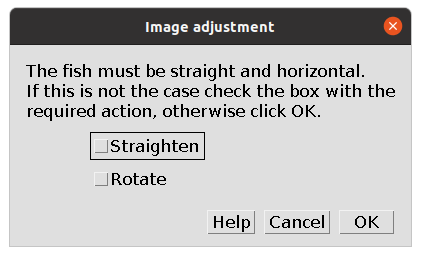 Image adjustment
The fish must be straight and horizontal.
If this is not the case check the box with the
required action, otherwise click OK.
Straighten
Rotate
Help Cancel OK